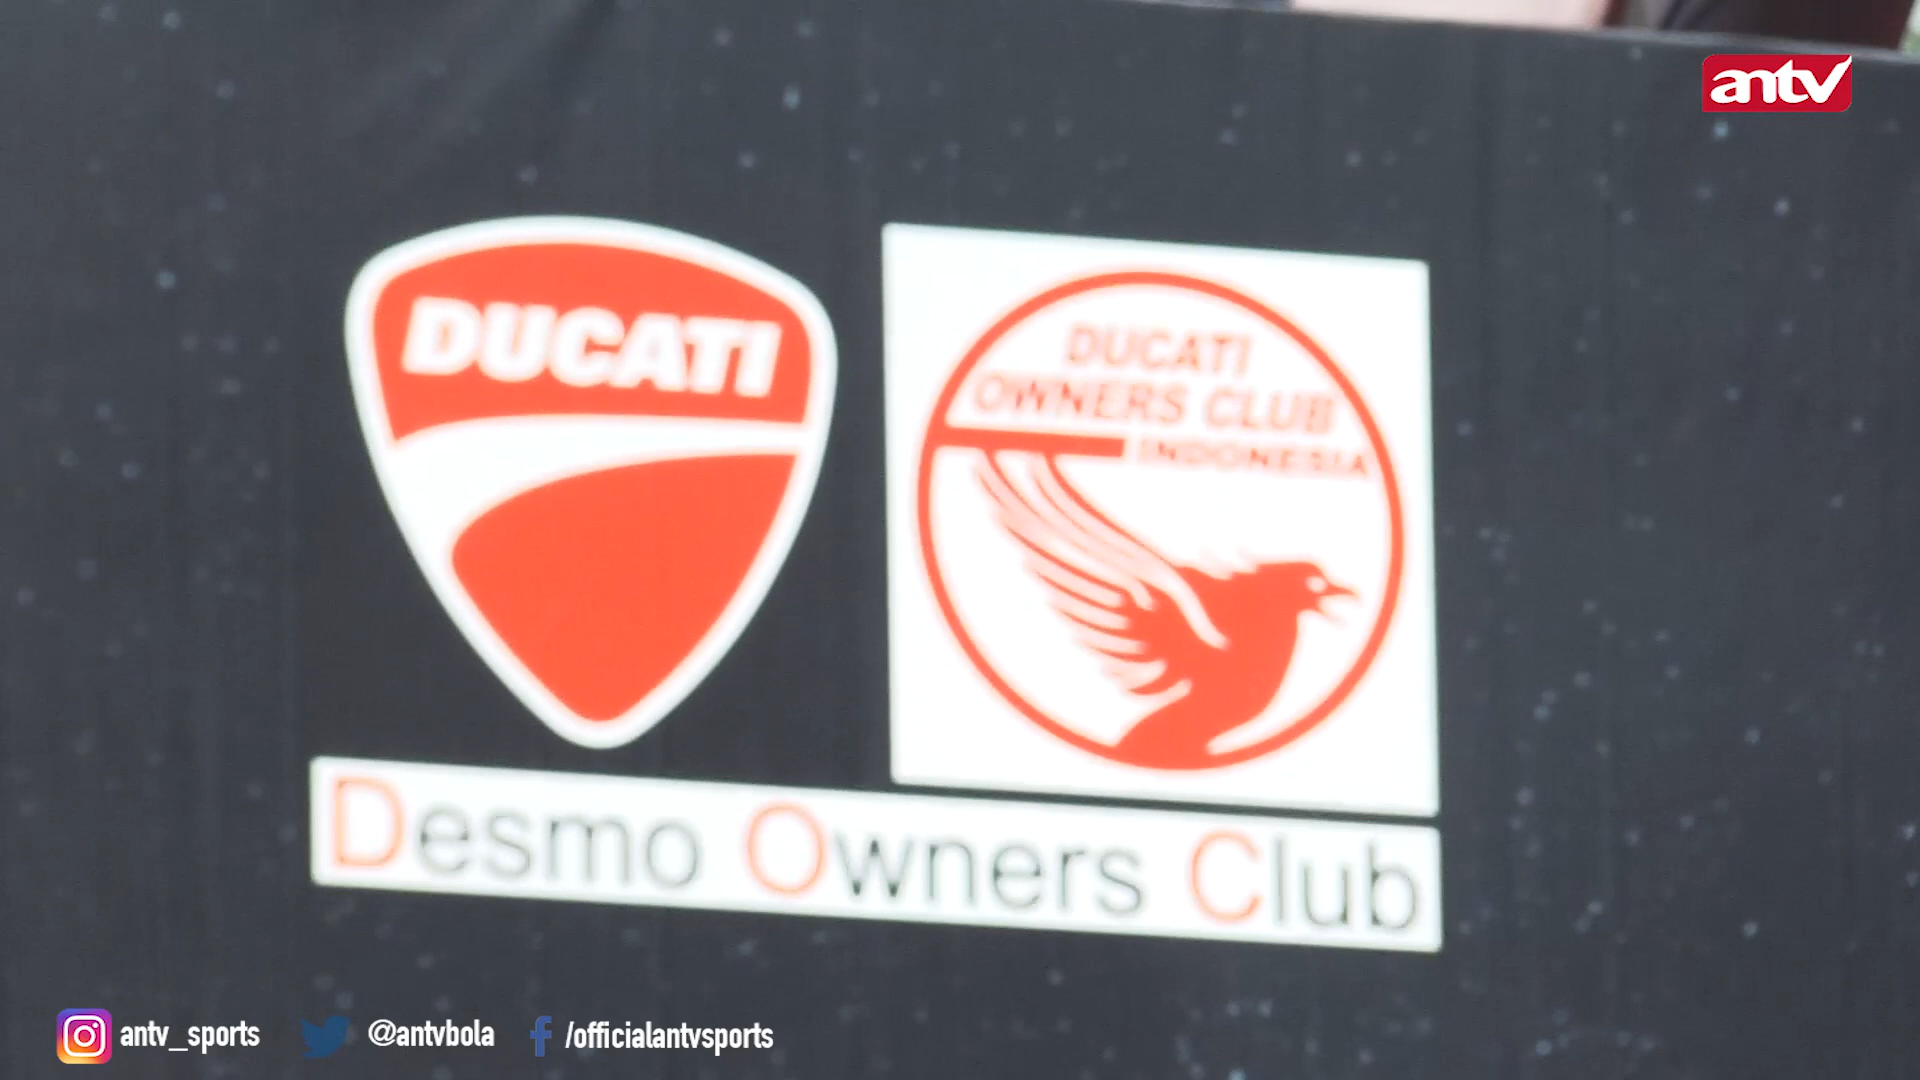 antv
DUCATI
DUCATI
OWNERS CLUB
INDONESIA
Desmo Owners Club
antv_sports
@antvbola
/officialantvsports